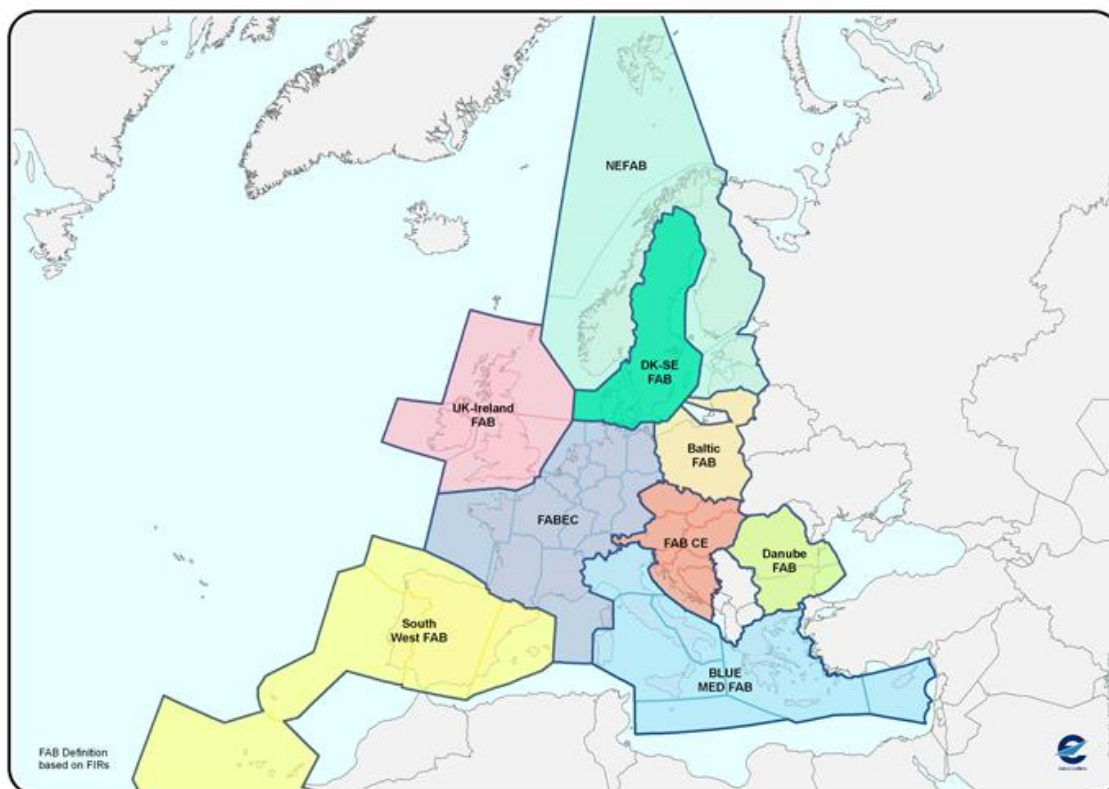 NEFAB
DK-SE
FAB
UK-Ireland
FAB
Baltic
FAB
FABEC
FAB CE
Danube
FAB
South
West FAB
BLUE
MED FAB
FAB Definition
based on FIRs